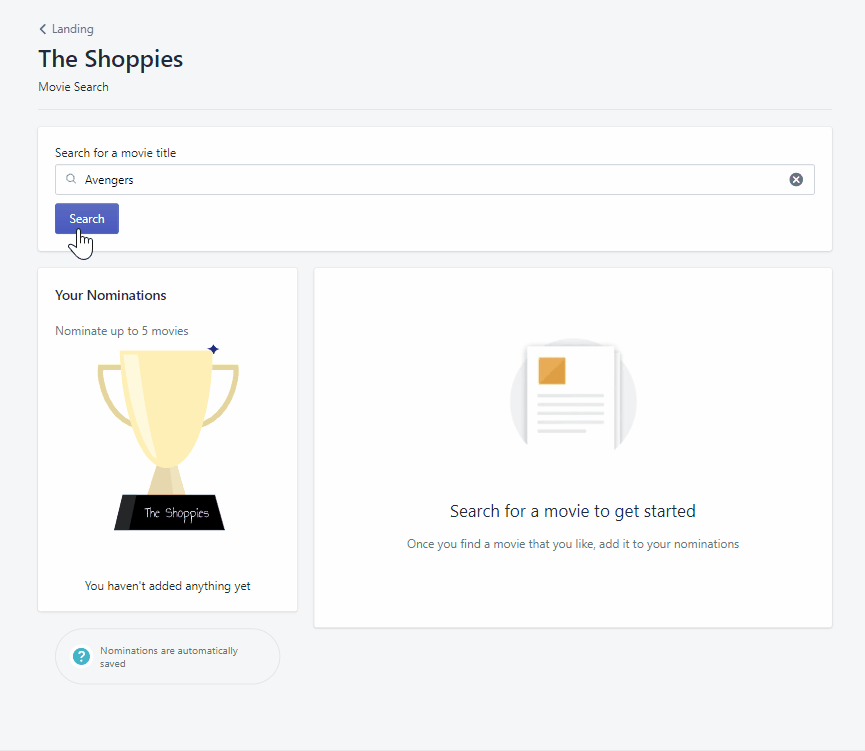 Landing
The Shoppies
Movie Search
Search for a movie title
Avengers
Search
Your Nominations
Nominate up to 5 movies
The Shoppies
You haven't added anything yet
Search for a movie to get started
Once you find a movie that you like, add it to your nominations
?
Nominations are automatically
saved